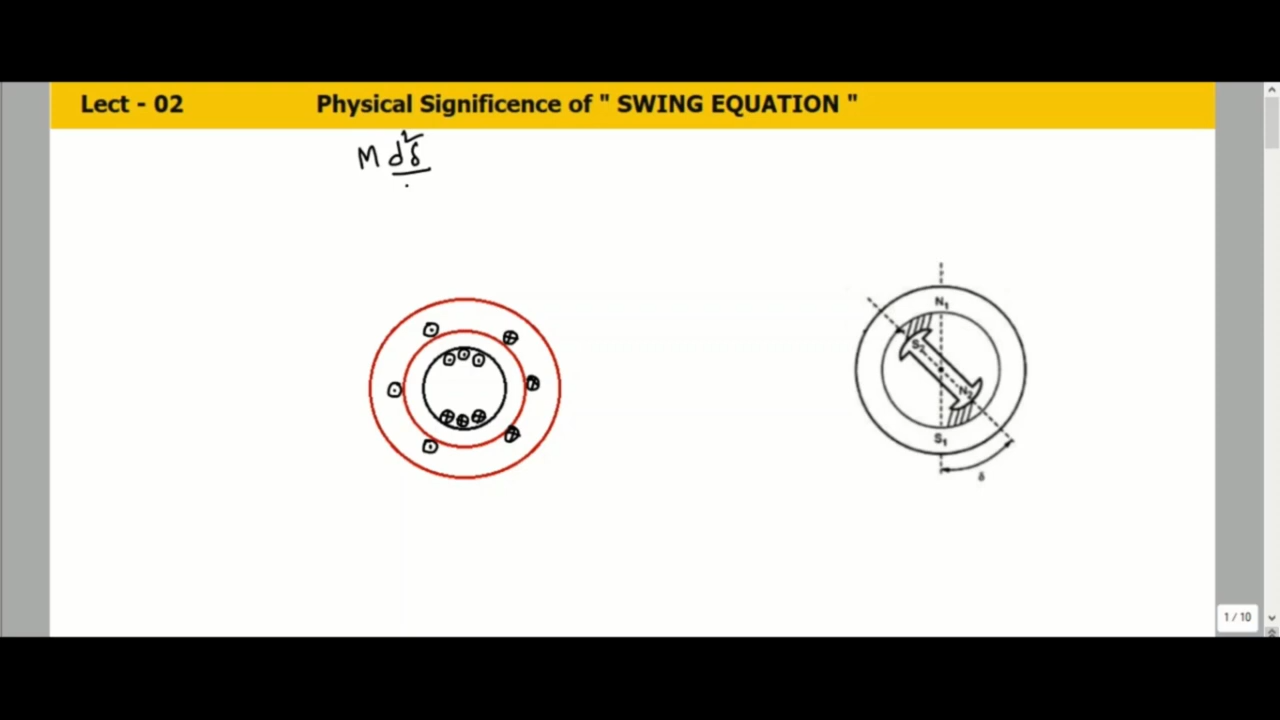 Lect - 02 Physical Significence of " SWING EQUATION "
M d²δ
N₁
S₂
N₂
S₁
δ
1 / 10